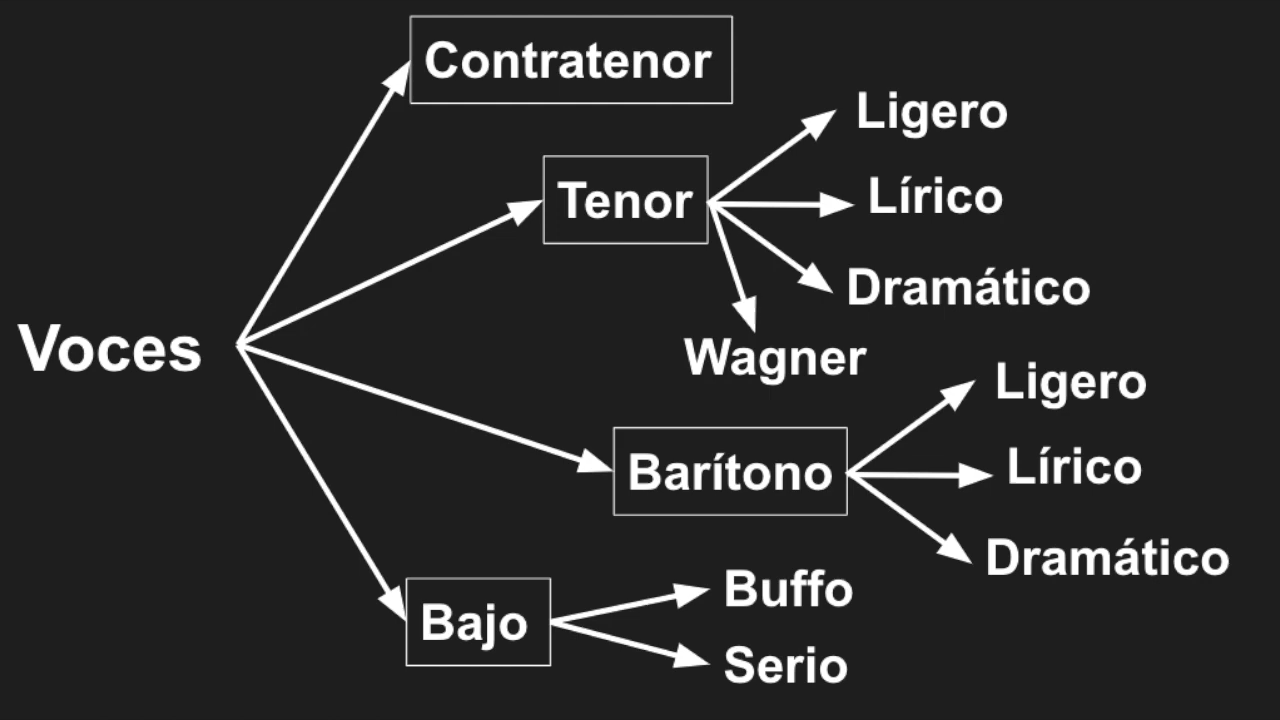 Contratenor
Ligero
Tenor
Lírico
Dramático
Voces
Wagner
Ligero
Barítono
Lírico
Dramático
Buffo
Bajo
Serio